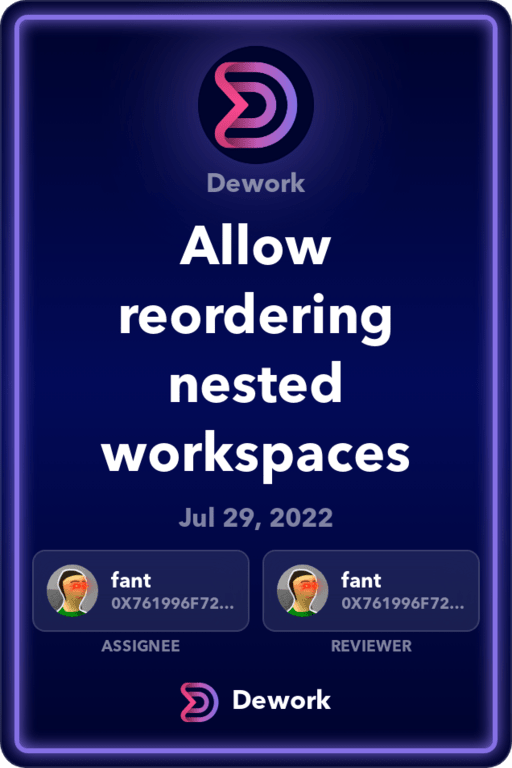 Dework
Allow
reordering
nested
workspaces
Jul 29, 2022
fant
0X761996F72...
ASSIGNEE
fant
0X761996F72...
REVIEWER
Dework